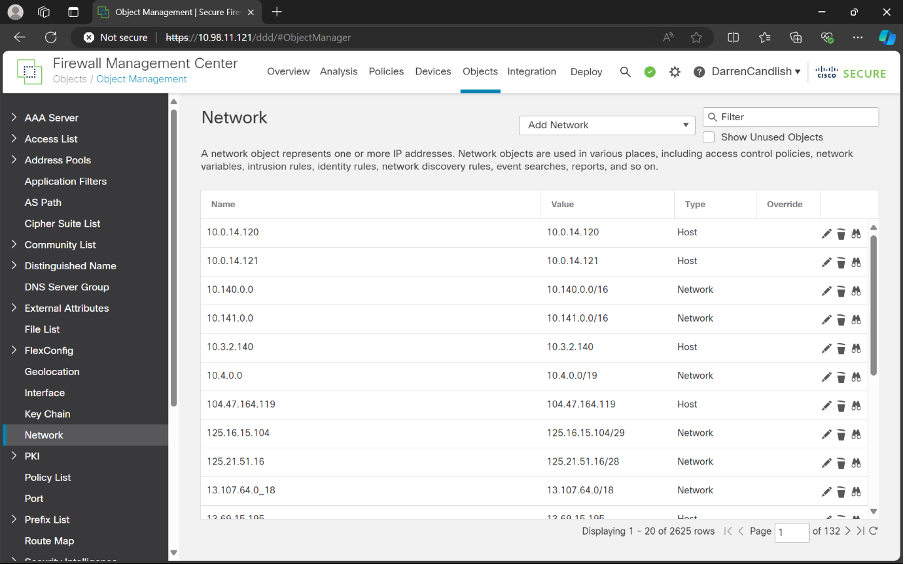 Object Management | Secure Fire
Not secure
https://10.98.11.121/ddd/#ObjectManager
Firewall Management Center
Objects / Object Management
Overview Analysis Policies Devices Objects Integration Deploy DarrenCandlish CISCO SECURE
AAA Server
Access List
Address Pools
Application Filters
AS Path
Cipher Suite List
Community List
Distinguished Name
DNS Server Group
External Attributes
File List
FlexConfig
Geolocation
Interface
Key Chain
Network
PKI
Policy List
Port
Prefix List
Route Map
Security Intelligence
Network
Add Network
Filter
Show Unused Objects
A network object represents one or more IP addresses. Network objects are used in various places, including access control policies, network
variables, intrusion rules, identity rules, network discovery rules, event searches, reports, and so on.
Name Value Type Override
10.0.14.120 10.0.14.120 Host
10.0.14.121 10.0.14.121 Host
10.140.0.0 10.140.0.0/16 Network
10.141.0.0 10.141.0.0/16 Network
10.3.2.140 10.3.2.140 Host
10.4.0.0 10.4.0.0/19 Network
104.47.164.119 104.47.164.119 Host
125.16.15.104 125.16.15.104/29 Network
125.21.51.16 125.21.51.16/28 Network
13.107.64.0_18 13.107.64.0/18 Network
13.69.15.195 13.69.15.195 Host
Displaying 1 - 20 of 2625 rows Page 1 of 132